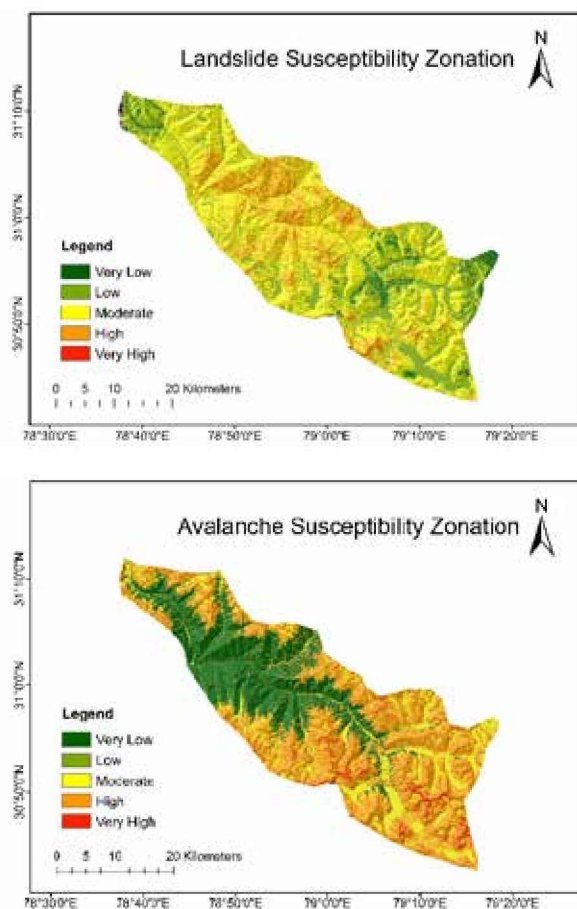 Landslide Susceptibility Zonation
N
31°10'0"N
31°0'0"N
30°50'0"N
Legend
Very Low
Low
Moderate
High
Very High
0 5 10 20 Kilometers
78°30'0"E 78°40'0"E 78°50'0"E 79°0'0"E 79°10'0"E 79°20'0"E
Avalanche Susceptibility Zonation
N
31°10'0"N
31°0'0"N
30°50'0"N
Legend
Very Low
Low
Moderate
High
Very High
0 5 10 20 Kilometers
78°30'0"E 78°40'0"E 78°50'0"E 79°0'0"E 79°10'0"E 79°20'0"E